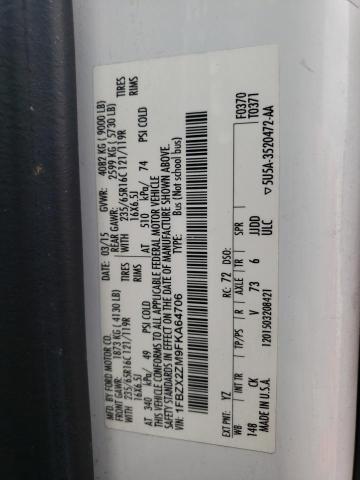 MFD. BY FORD MOTOR CO.
DATE: 03/15 GVWR: 4082 KG ( 9000 LB)
FRONT GAWR: 1873 KG ( 4130 LB) REAR GAWR: 2599 KG ( 5730 LB)
WITH 235/65R16C 121/119R TIRES WITH 235/65R16C 121/119R TIRES
16X6.5J RIMS 16X6.5J RIMS
AT 340 kPa/ 49 PSI COLD AT 510 kPa/ 74 PSI COLD
THIS VEHICLE CONFORMS TO ALL APPLICABLE FEDERAL MOTOR VEHICLE
SAFETY STANDARDS IN EFFECT ON THE DATE OF MANUFACTURE SHOWN ABOVE.
VIN: 1FBZX2ZM9FKA64706 TYPE: Bus (Not school bus)
F0370
T0371
EXT PNT: YZ RC: 72 DSO:
WB INT TR TP/PS R AXLE TR SPR
148 CK V 73 6 JJDD
MADE IN U.S.A. 1201503208421 ULC
5U5A-3520472-AA